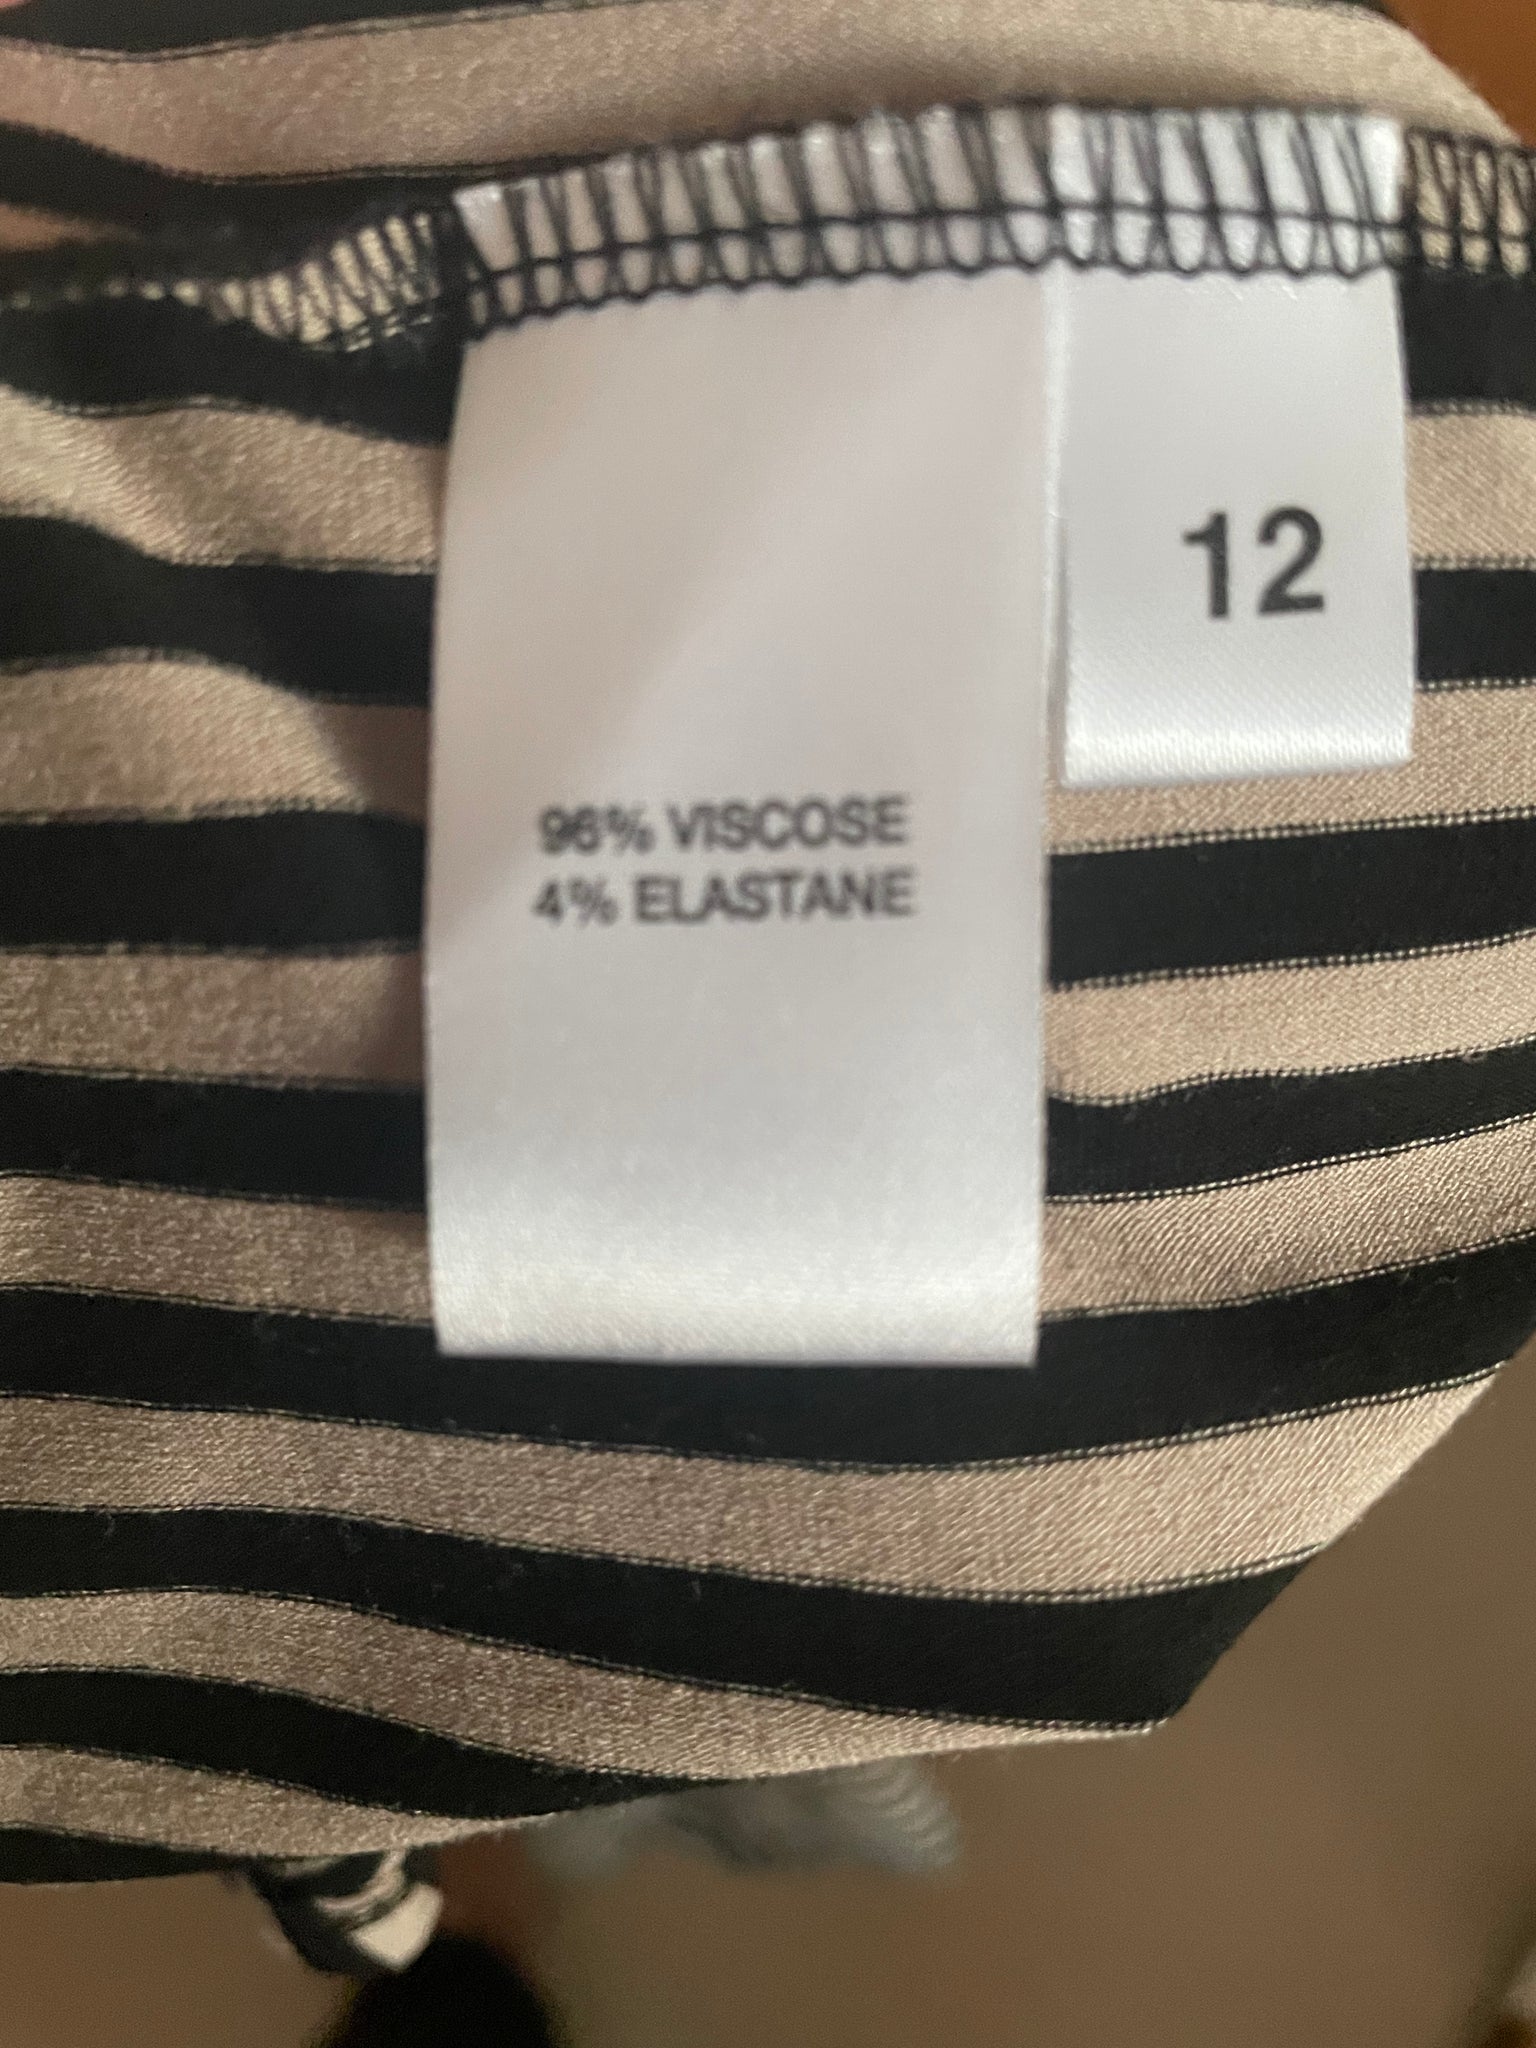 12
96% VISCOSE
4% ELASTANE